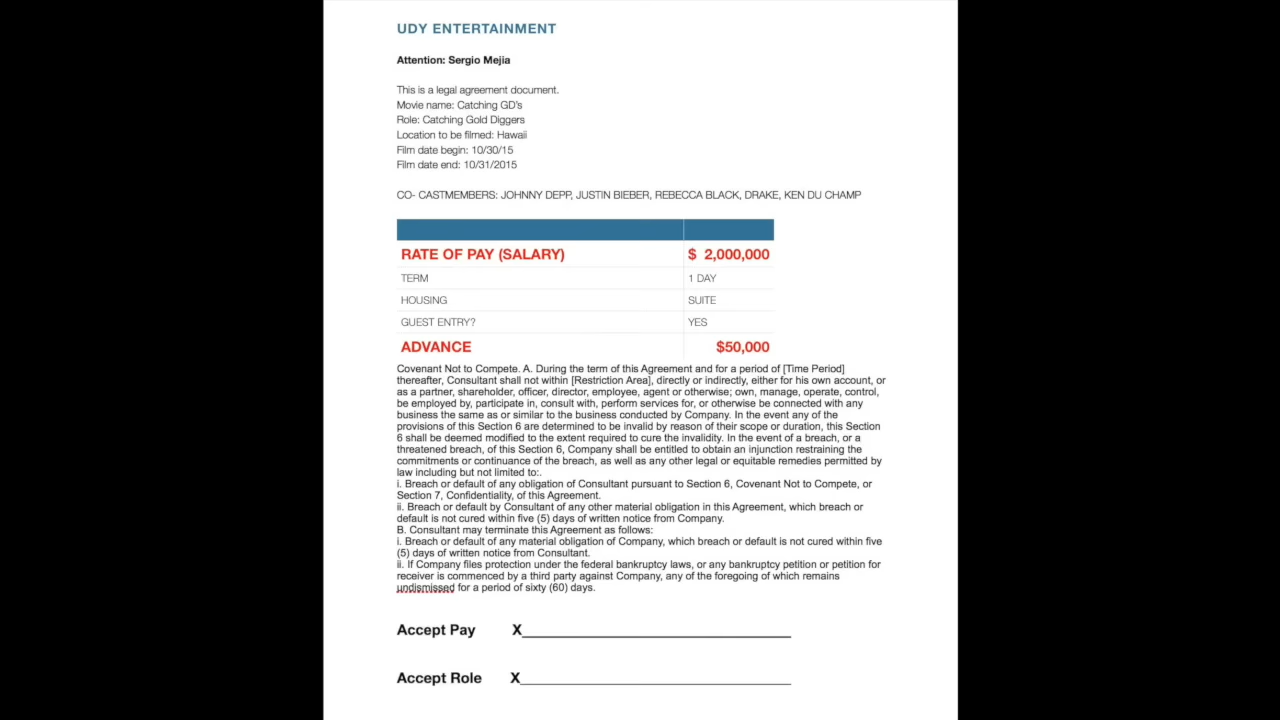 UDY ENTERTAINMENT
Attention: Sergio Mejia
This is a legal agreement document.
Movie name: Catching GD's
Role: Catching Gold Diggers
Location to be filmed: Hawaii
Film date begin: 10/30/15
Film date end: 10/31/2015
CO- CASTMEMBERS: JOHNNY DEPP, JUSTIN BIEBER, REBECCA BLACK, DRAKE, KEN DU CHAMP
RATE OF PAY (SALARY) $ 2,000,000
TERM 1 DAY
HOUSING SUITE
GUEST ENTRY? YES
ADVANCE $50,000
Covenant Not to Compete. A. During the term of this Agreement and for a period of [Time Period]
thereafter, Consultant shall not within [Restriction Area], directly or indirectly, either for his own account, or
as a partner, shareholder, officer, director, employee, agent or otherwise; own, manage, operate, control,
be employed by, participate in, consult with, perform services for, or otherwise be connected with any
business the same as or similar to the business conducted by Company. In the event any of the
provisions of this Section 6 are determined to be invalid by reason of their scope or duration, this Section
6 shall be deemed modified to the extent required to cure the invalidity. In the event of a breach, or a
threatened breach, of this Section 6, Company shall be entitled to obtain an injunction restraining the
commitments or continuance of the breach, as well as any other legal or equitable remedies permitted by
law including but not limited to:.
i. Breach or default of any obligation of Consultant pursuant to Section 6, Covenant Not to Compete, or
Section 7, Confidentiality, of this Agreement.
ii. Breach or default by Consultant of any other material obligation in this Agreement, which breach or
default is not cured within five (5) days of written notice from Company.
B. Consultant may terminate this Agreement as follows:
i. Breach or default of any material obligation of Company, which breach or default is not cured within five
(5) days of written notice from Consultant.
ii. If Company files protection under the federal bankruptcy laws, or any bankruptcy petition or petition for
receiver is commenced by a third party against Company, any of the foregoing of which remains
undismissed for a period of sixty (60) days.
Accept Pay X______________________________
Accept Role X______________________________